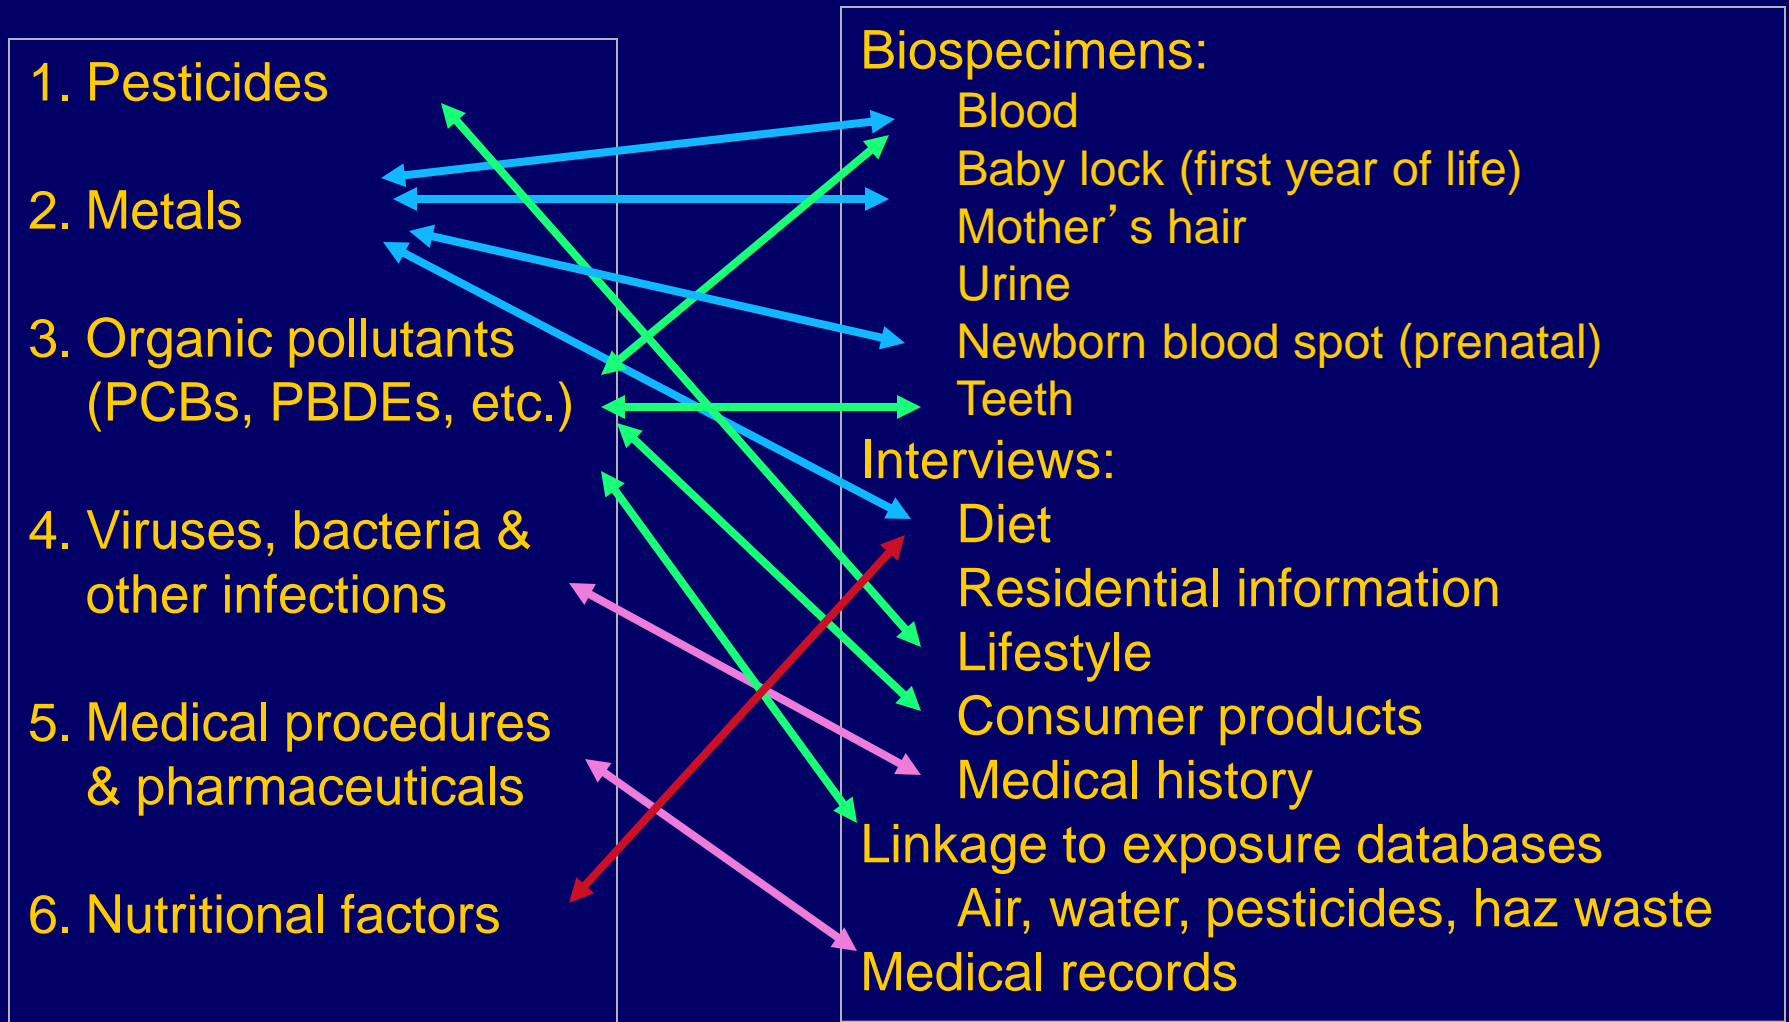 1. Pesticides
2. Metals
3. Organic pollutants
(PCBs, PBDEs, etc.)
4. Viruses, bacteria &
other infections
5. Medical procedures
& pharmaceuticals
6. Nutritional factors
Biospecimens:
Blood
Baby lock (first year of life)
Mother’s hair
Urine
Newborn blood spot (prenatal)
Teeth
Interviews:
Diet
Residential information
Lifestyle
Consumer products
Medical history
Linkage to exposure databases
Air, water, pesticides, haz waste
Medical records